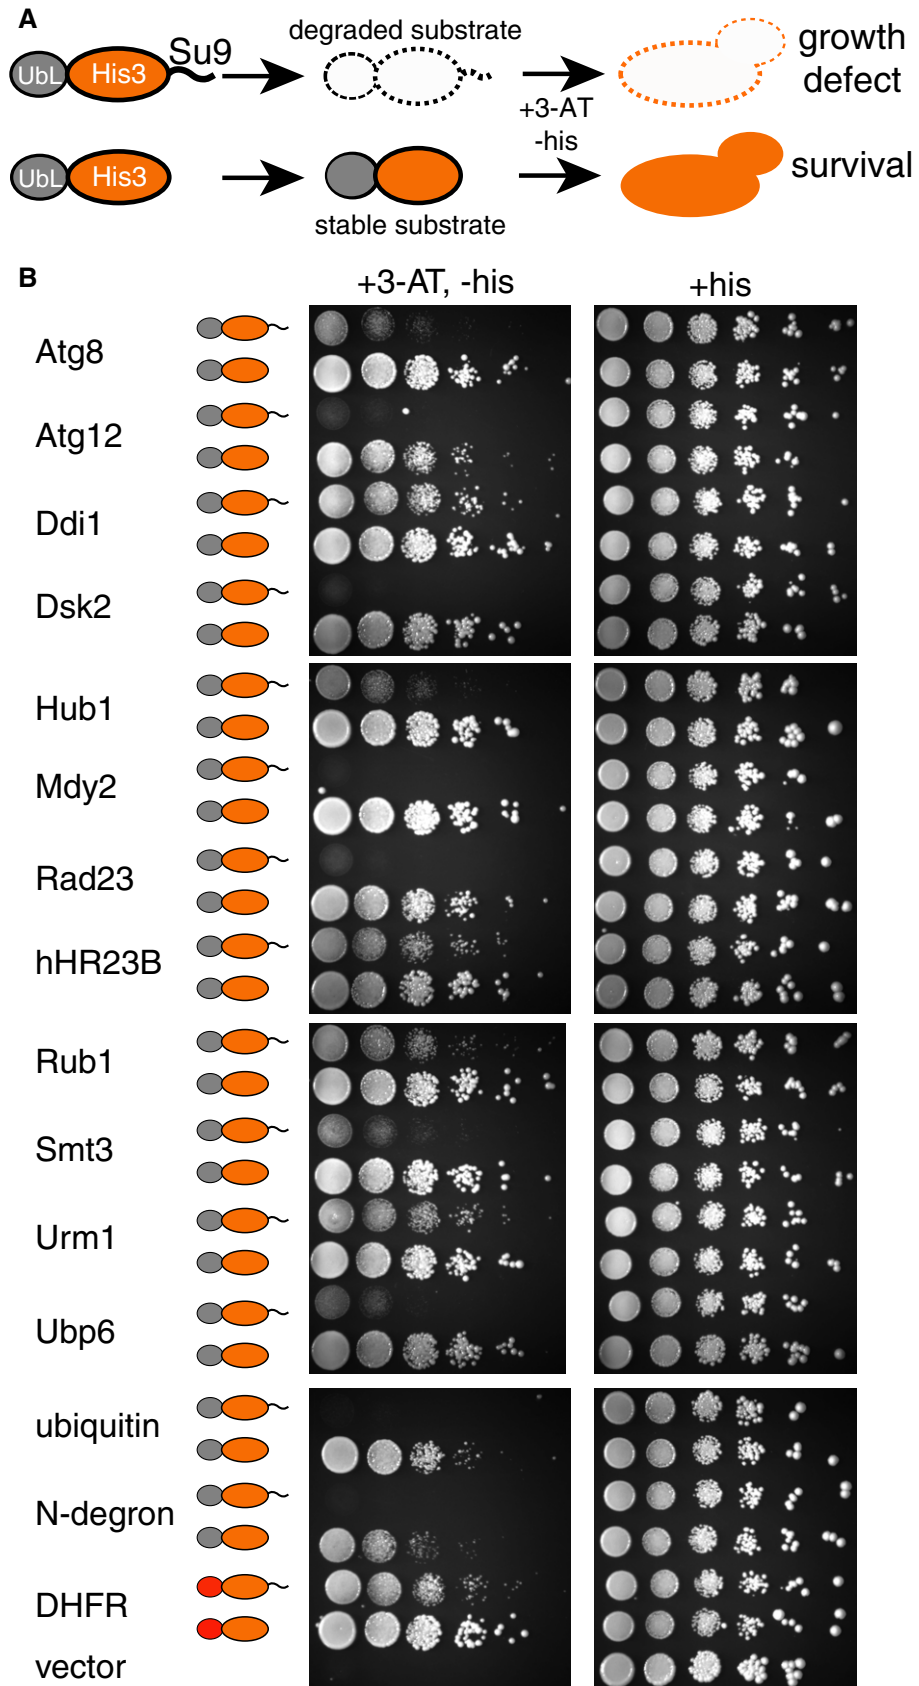 A
UbL His3 Su9
degraded substrate
growth
defect
+3-AT
-his
UbL His3
survival
stable substrate
B
+3-AT, -his
+his
Atg8
Atg12
Ddi1
Dsk2
Hub1
Mdy2
Rad23
hHR23B
Rub1
Smt3
Urm1
Ubp6
ubiquitin
N-degron
DHFR
vector